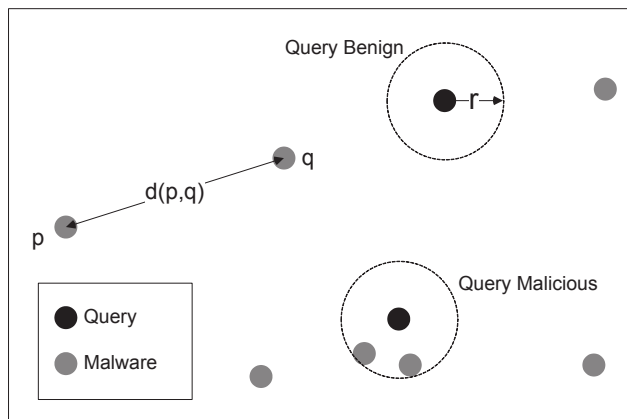 Query Benign
r
q
d(p,q)
p
Query Malicious
Query
Malware